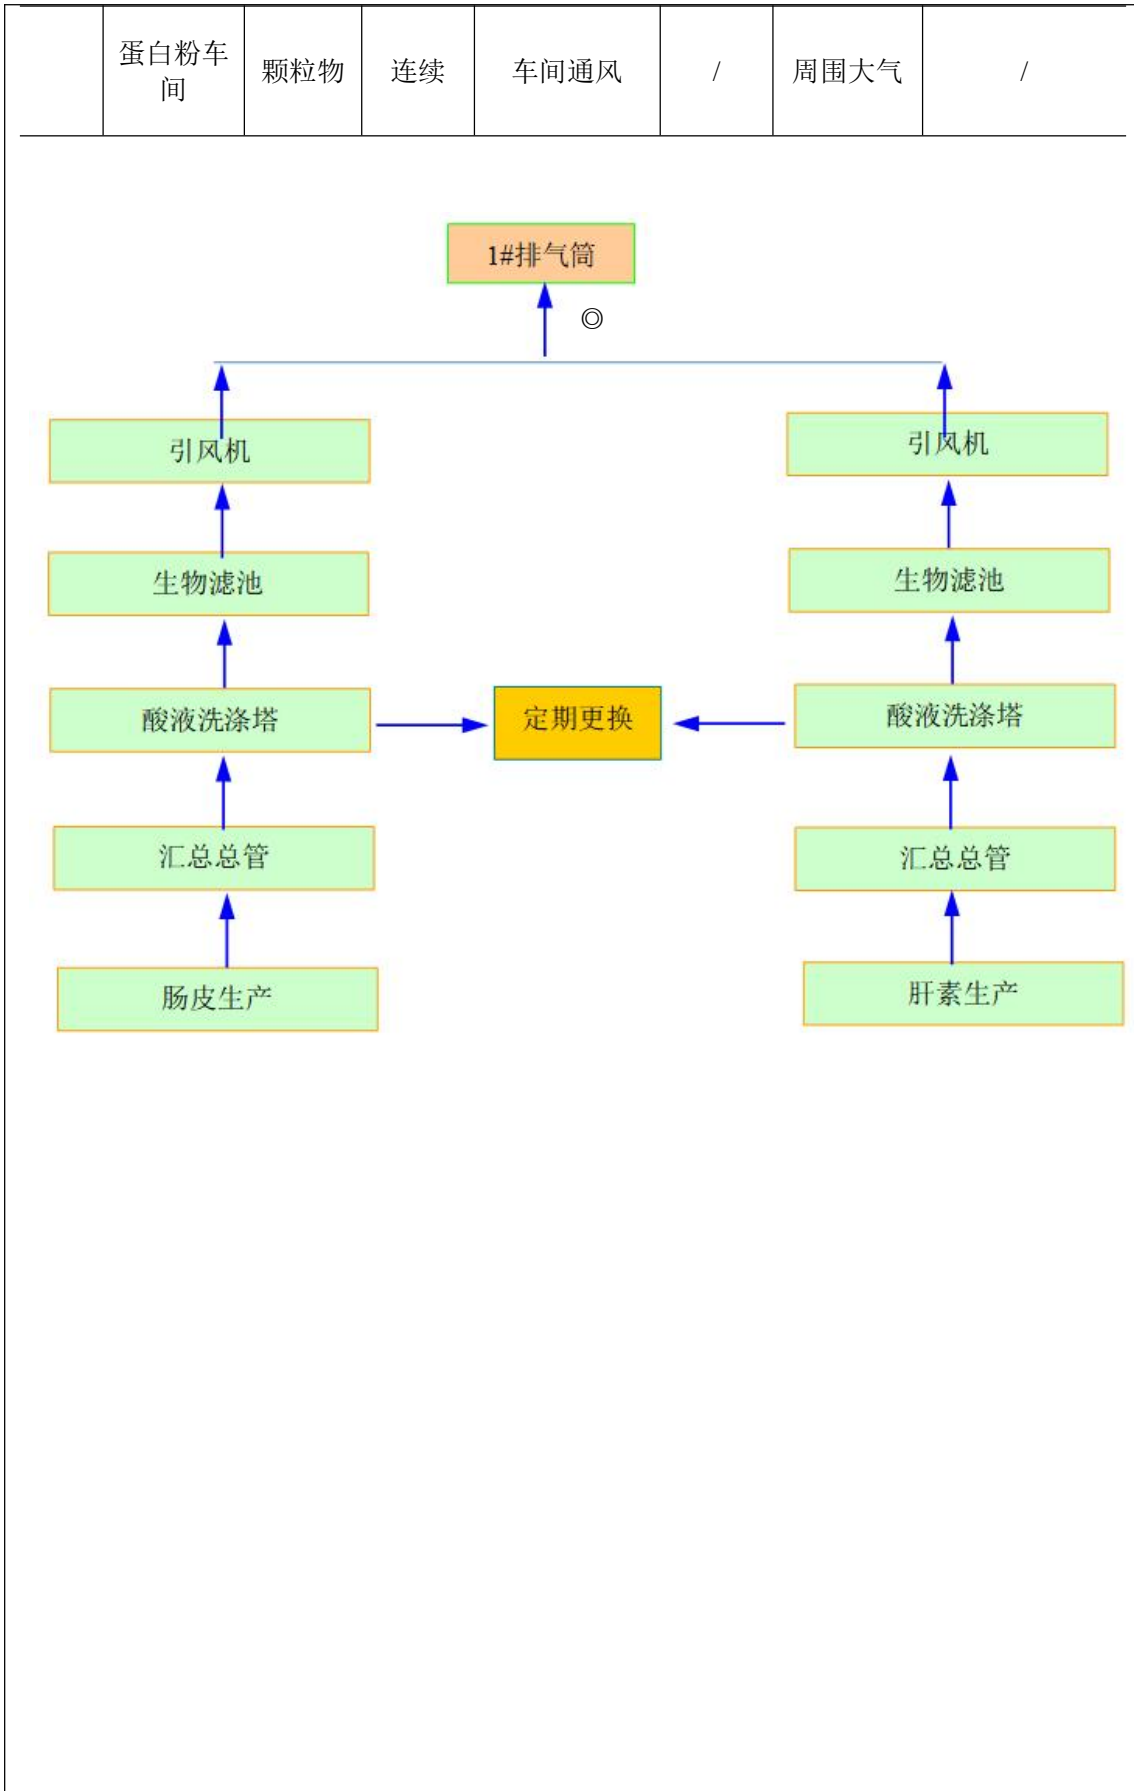 蛋白粉车
间
颗粒物
连续
车间通风
/
周围大气
/
1#排气筒
◎
引风机
引风机
生物滤池
生物滤池
酸液洗涤塔
定期更换
酸液洗涤塔
汇总总管
汇总总管
肠皮生产
肝素生产